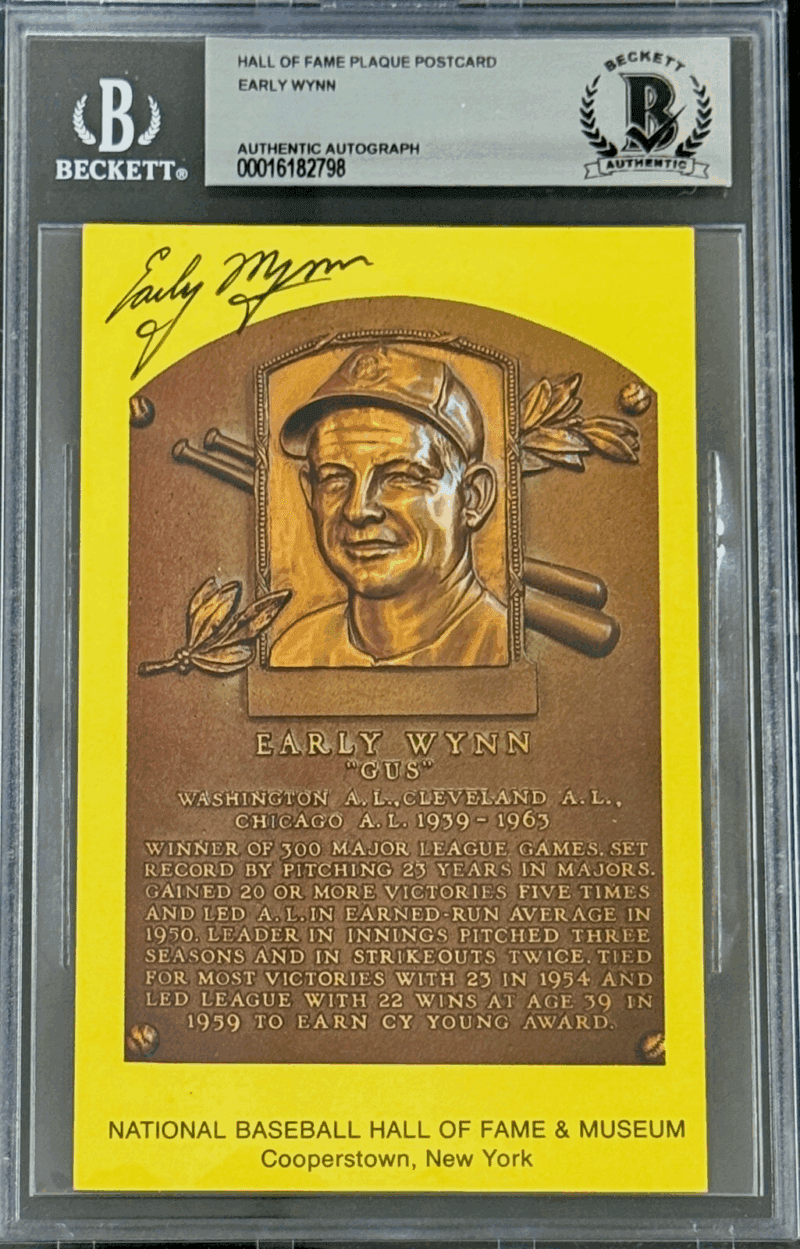 HALL OF FAME PLAQUE POSTCARD
EARLY WYNN
AUTHENTIC AUTOGRAPH
00016182798
B
BECKETT®
BECKETT
B
AUTHENTIC
Early Wynn
EARLY WYNN
"GUS"
WASHINGTON A.L., CLEVELAND A.L.,
CHICAGO A.L. 1939-1963
WINNER OF 300 MAJOR LEAGUE GAMES. SET
RECORD BY PITCHING 23 YEARS IN MAJORS.
GAINED 20 OR MORE VICTORIES FIVE TIMES
AND LED A.L. IN EARNED-RUN AVERAGE IN
1950. LEADER IN INNINGS PITCHED THREE
SEASONS AND IN STRIKEOUTS TWICE. TIED
FOR MOST VICTORIES WITH 23 IN 1954 AND
LED LEAGUE WITH 22 WINS AT AGE 39 IN
1959 TO EARN CY YOUNG AWARD.
NATIONAL BASEBALL HALL OF FAME & MUSEUM
Cooperstown, New York